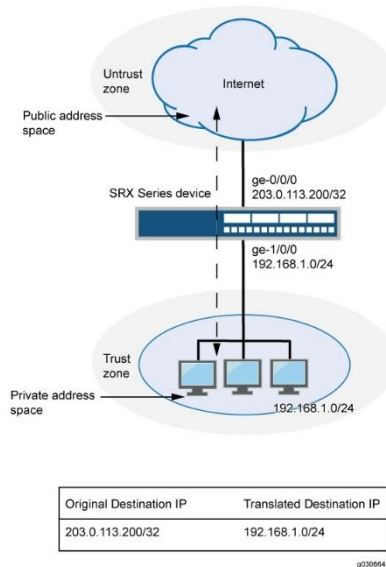 Untrust
zone
Internet
Public address
space
ge-0/0/0
203.0.113.200/32
SRX Series device
ge-1/0/0
192.168.1.0/24
Trust
zone
Private address
space
192.168.1.0/24
Original Destination IP Translated Destination IP
203.0.113.200/32 192.168.1.0/24
g030664